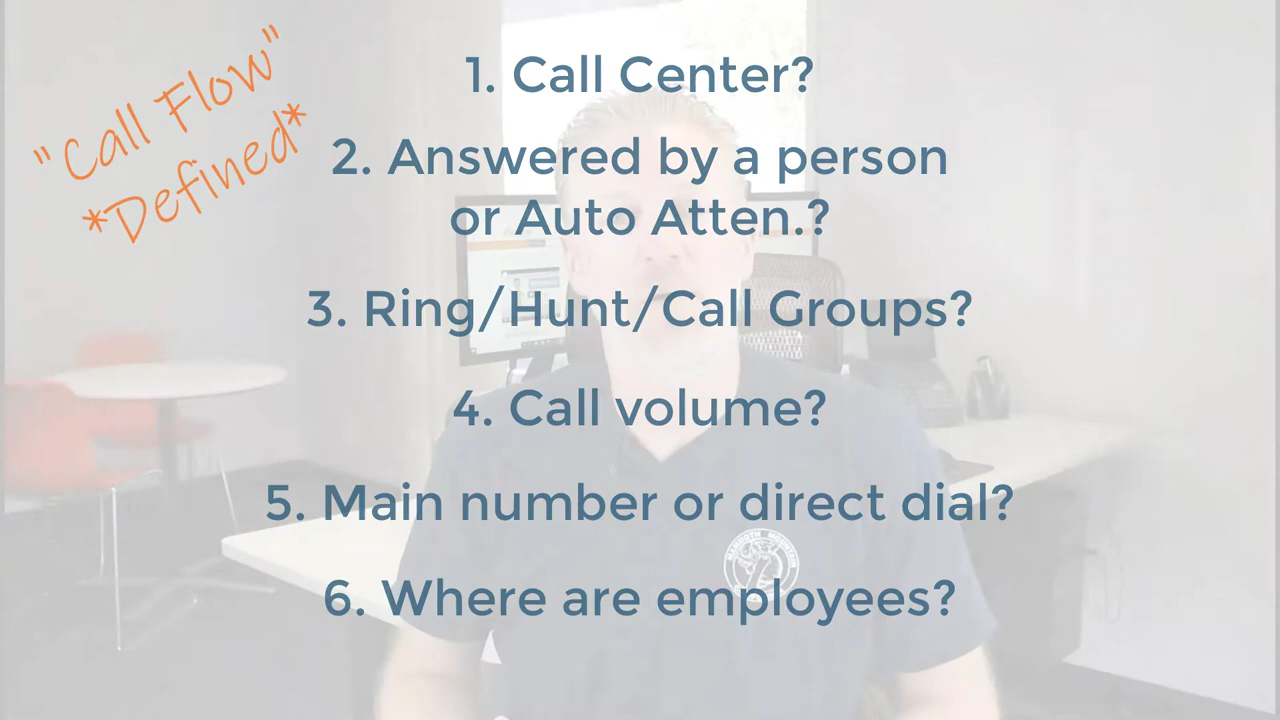 "Call Flow"
*Defined*
1. Call Center?
2. Answered by a person
or Auto Atten.?
3. Ring/Hunt/Call Groups?
4. Call volume?
5. Main number or direct dial?
6. Where are employees?